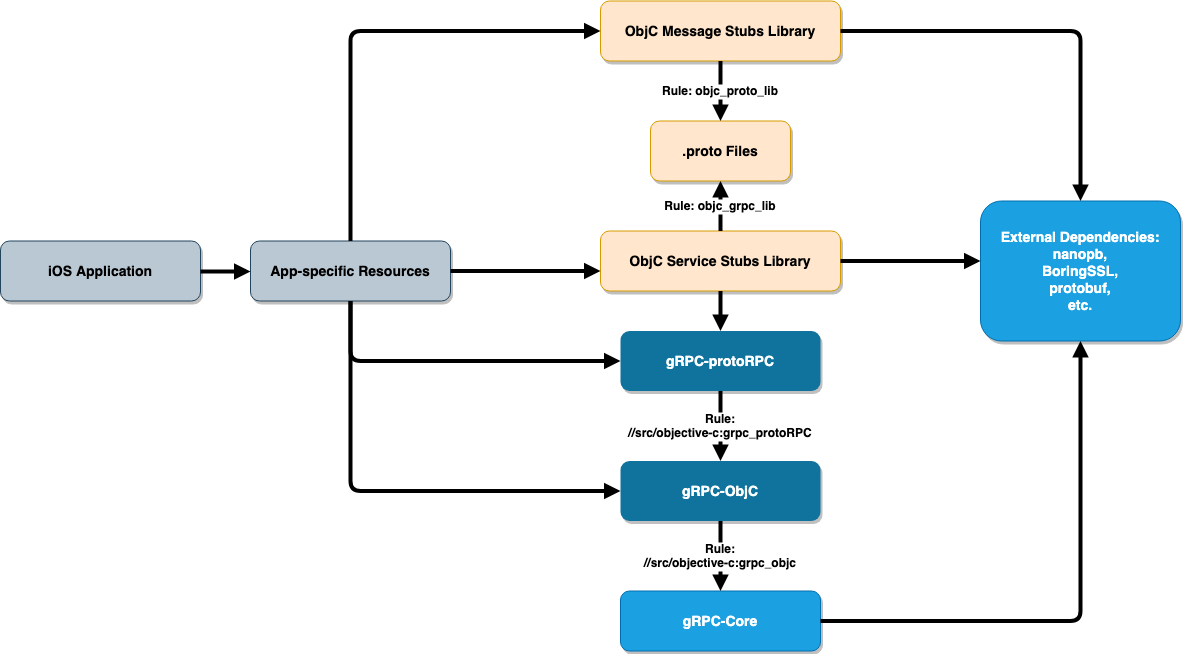 ObjC Message Stubs Library
Rule: objc_proto_lib
.proto Files
Rule: objc_grpc_lib
iOS Application
App-specific Resources
ObjC Service Stubs Library
External Dependencies:
nanopb,
BoringSSL,
protobuf,
etc.
gRPC-protoRPC
Rule:
//src/objective-c:grpc_protoRPC
gRPC-ObjC
Rule:
//src/objective-c:grpc_objc
gRPC-Core